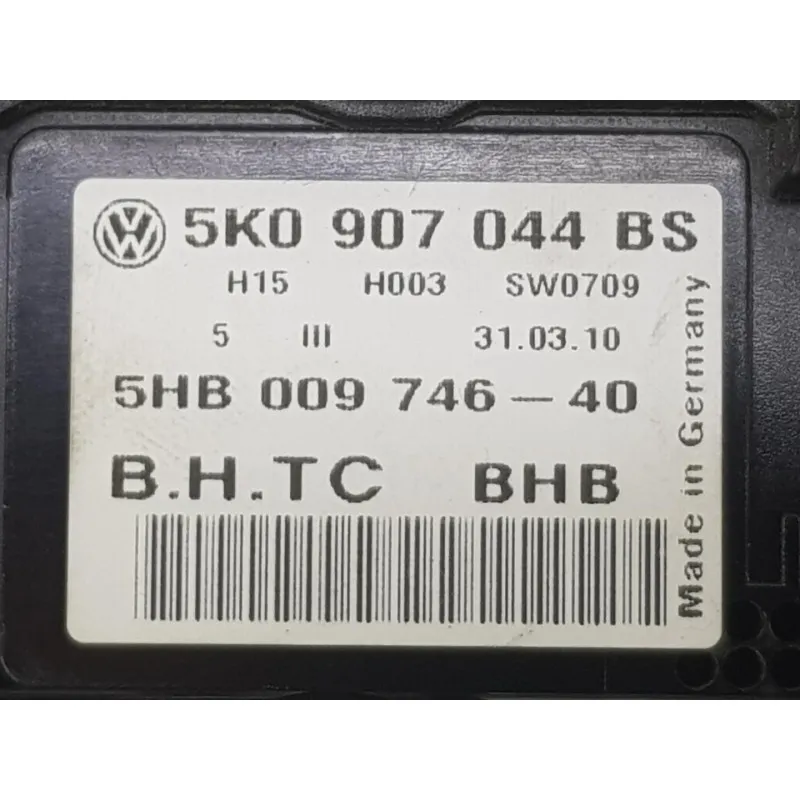 5K0 907 044 BS
H15 H003 SW0709
5 III 31.03.10
5HB 009 746-40
B.H.TC BHB
Made in Germany